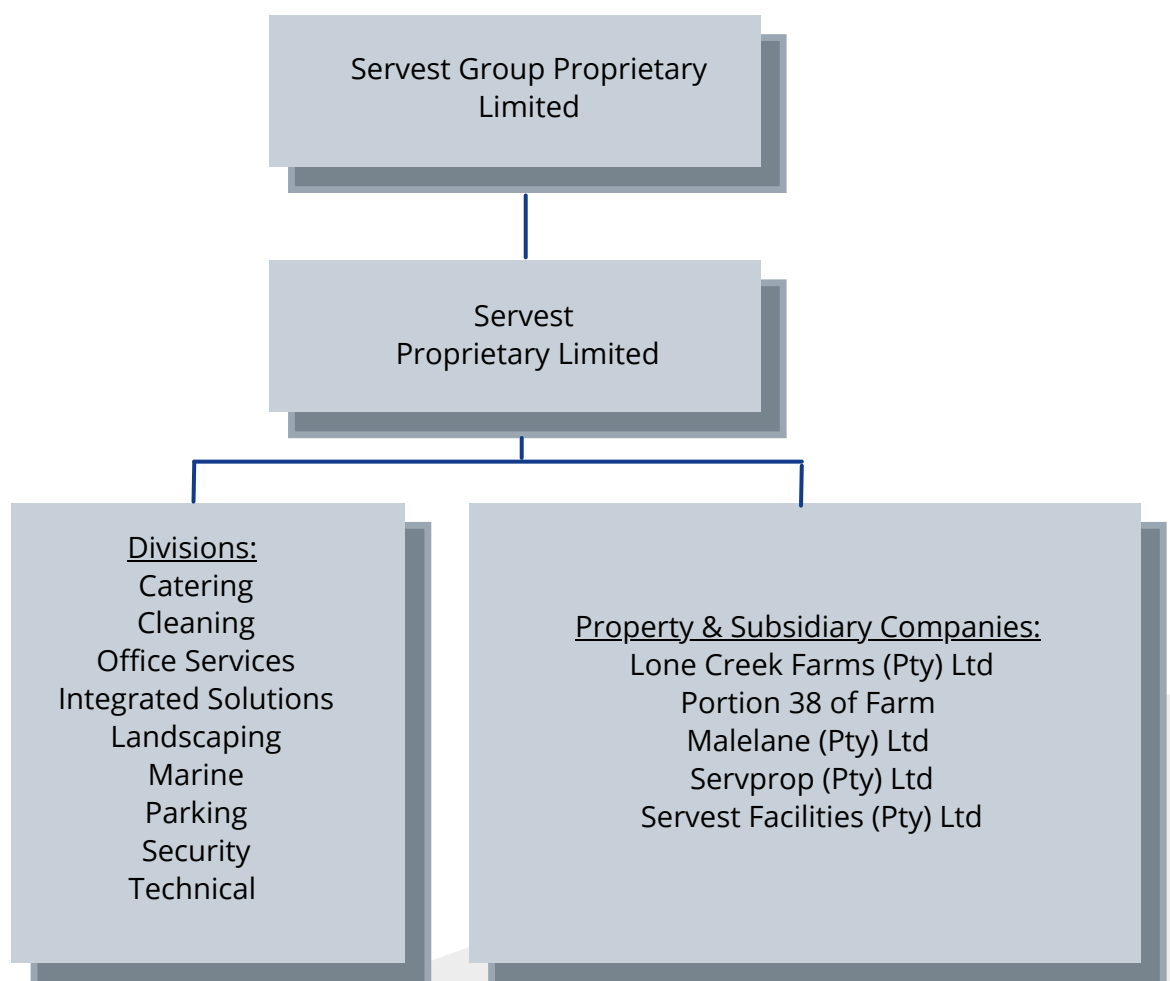 Servest Group Proprietary
Limited
Servest
Proprietary Limited
Divisions:
Catering
Cleaning
Office Services
Integrated Solutions
Landscaping
Marine
Parking
Security
Technical
Property & Subsidiary Companies:
Lone Creek Farms (Pty) Ltd
Portion 38 of Farm
Malelane (Pty) Ltd
Servprop (Pty) Ltd
Servest Facilities (Pty) Ltd